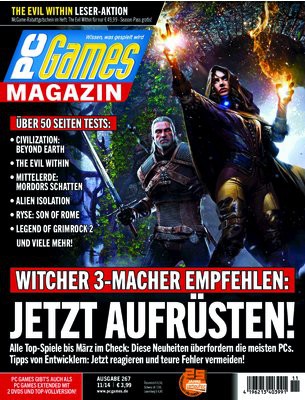 THE EVIL WITHIN LESER-AKTION
Wissen, was gespielt wird
PC Games
MAGAZIN
ÜBER 50 SEITEN TESTS:
• CIVILIZATION:
BEYOND EARTH
• THE EVIL WITHIN
• MITTELERDE:
MORDORS SCHATTEN
• ALIEN ISOLATION
• RYSE: SON OF ROME
• LEGEND OF GRIMROCK 2
UND VIELE MEHR!
WITCHER 3-MACHER EMPFEHLEN:
JETZT AUFRÜSTEN!
Alle Top-Spiele bis März im Check: Diese Neuheiten überfordern die meisten PCs.
Tipps von Entwicklern: Jetzt reagieren und teure Fehler vermeiden!
PC GAMES GIBT'S AUCH ALS
PC GAMES EXTENDED MIT
2 DVDS UND TOP-VOLLVERSION!
AUSGABE 267
11/14 | € 3,99
www.pcgames.de